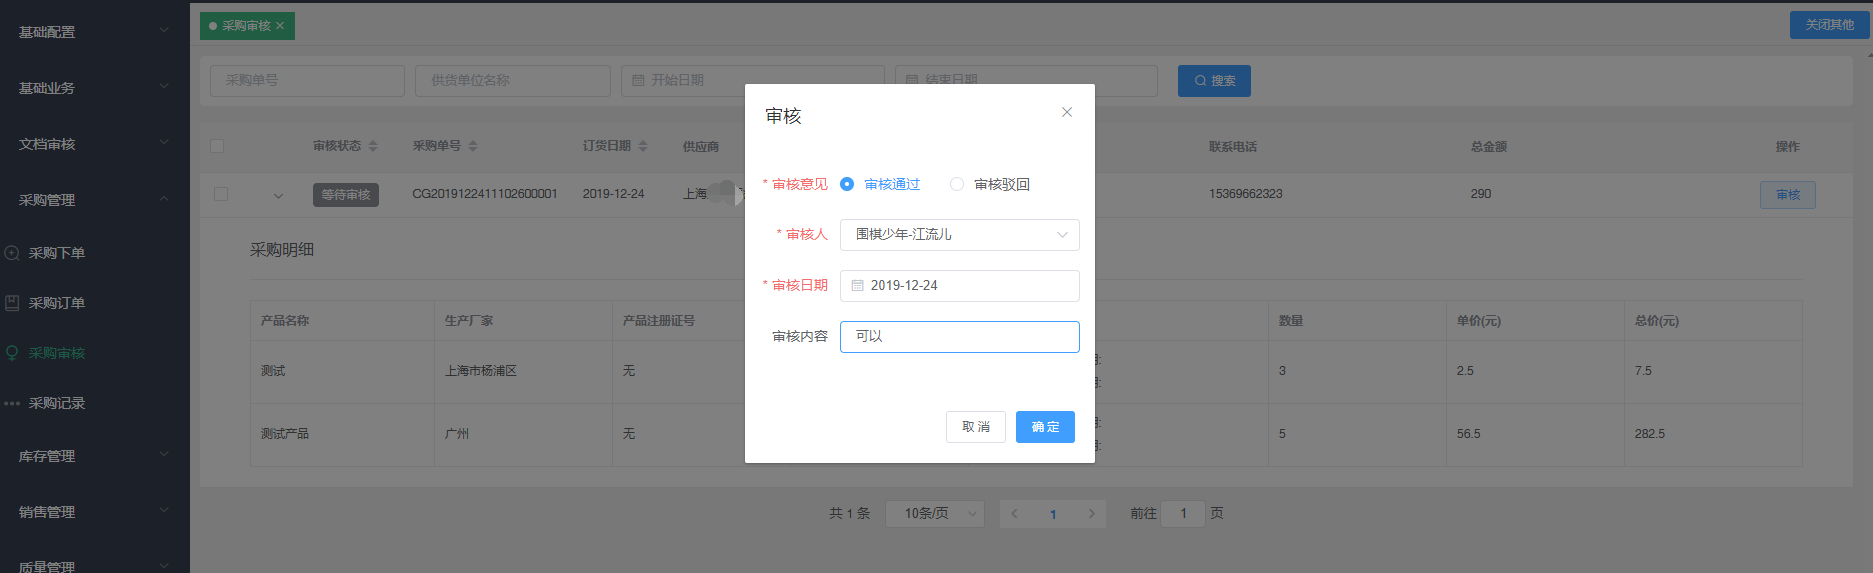 基础配置
基础业务
文档审核
采购管理
采购下单
采购订单
采购审核
采购记录
库存管理
销售管理
质量管理
采购审核
关闭其他
采购单号
供货单位名称
开始日期
结束日期
搜索
审核状态 采购单号 订货日期 供应商 联系电话 总金额 操作
等待审核 CG2019122411102600001 2019-12-24 上海 15369662323 290 审核
采购明细
产品名称 生产厂家 产品注册证号 数量 单价(元) 总价(元)
测试 上海市杨浦区 无 3 2.5 7.5
测试产品 广州 无 5 56.5 282.5
共 1 条 10条/页 1 前往 1 页
审核
* 审核意见 审核通过 审核驳回
* 审核人 围棋少年-江流儿
* 审核日期 2019-12-24
审核内容 可以
取消 确定